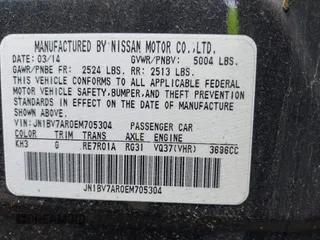 MANUFACTURED BY NISSAN MOTOR CO., LTD.
DATE: 03/14 GVWR/PNBV: 5004 LBS.
GAWR/PNBE FR: 2524 LBS. RR: 2513 LBS.
THIS VEHICLE CONFORMS TO ALL APPLICABLE FEDERAL
MOTOR VEHICLE SAFETY, BUMPER, AND THEFT PREVENTION
STANDARDS IN EFFECT ON THE DATE OF MANUFACTURE
SHOWN ABOVE.
VIN: JN1BV7AR0EM705304 PASSENGER CAR
COLOR TRIM TRANS AXLE ENGINE
KH3 G RE7R01A RG31 VQ37(VHR) 3696CC
JN1BV7AR0EM705304